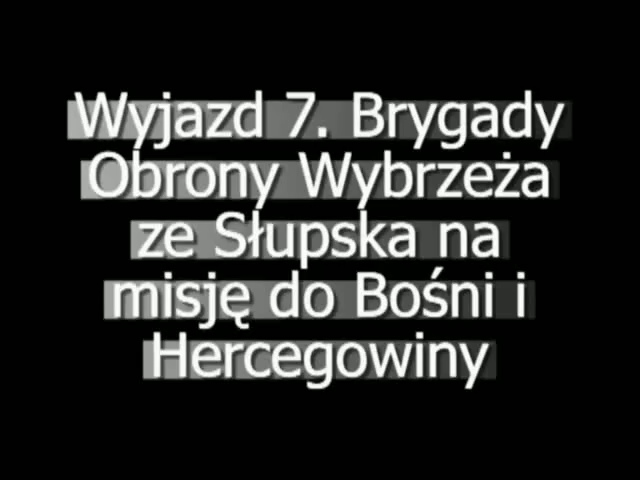 Wyjazd 7. Brygady
Obrony Wybrzeża
ze Słupska na
misję do Bośni i
Hercegowiny